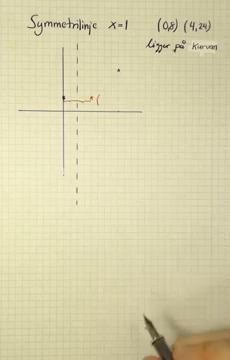 Symmetrilinje x=1 (0,8) (4,24)
ligger på kurvan